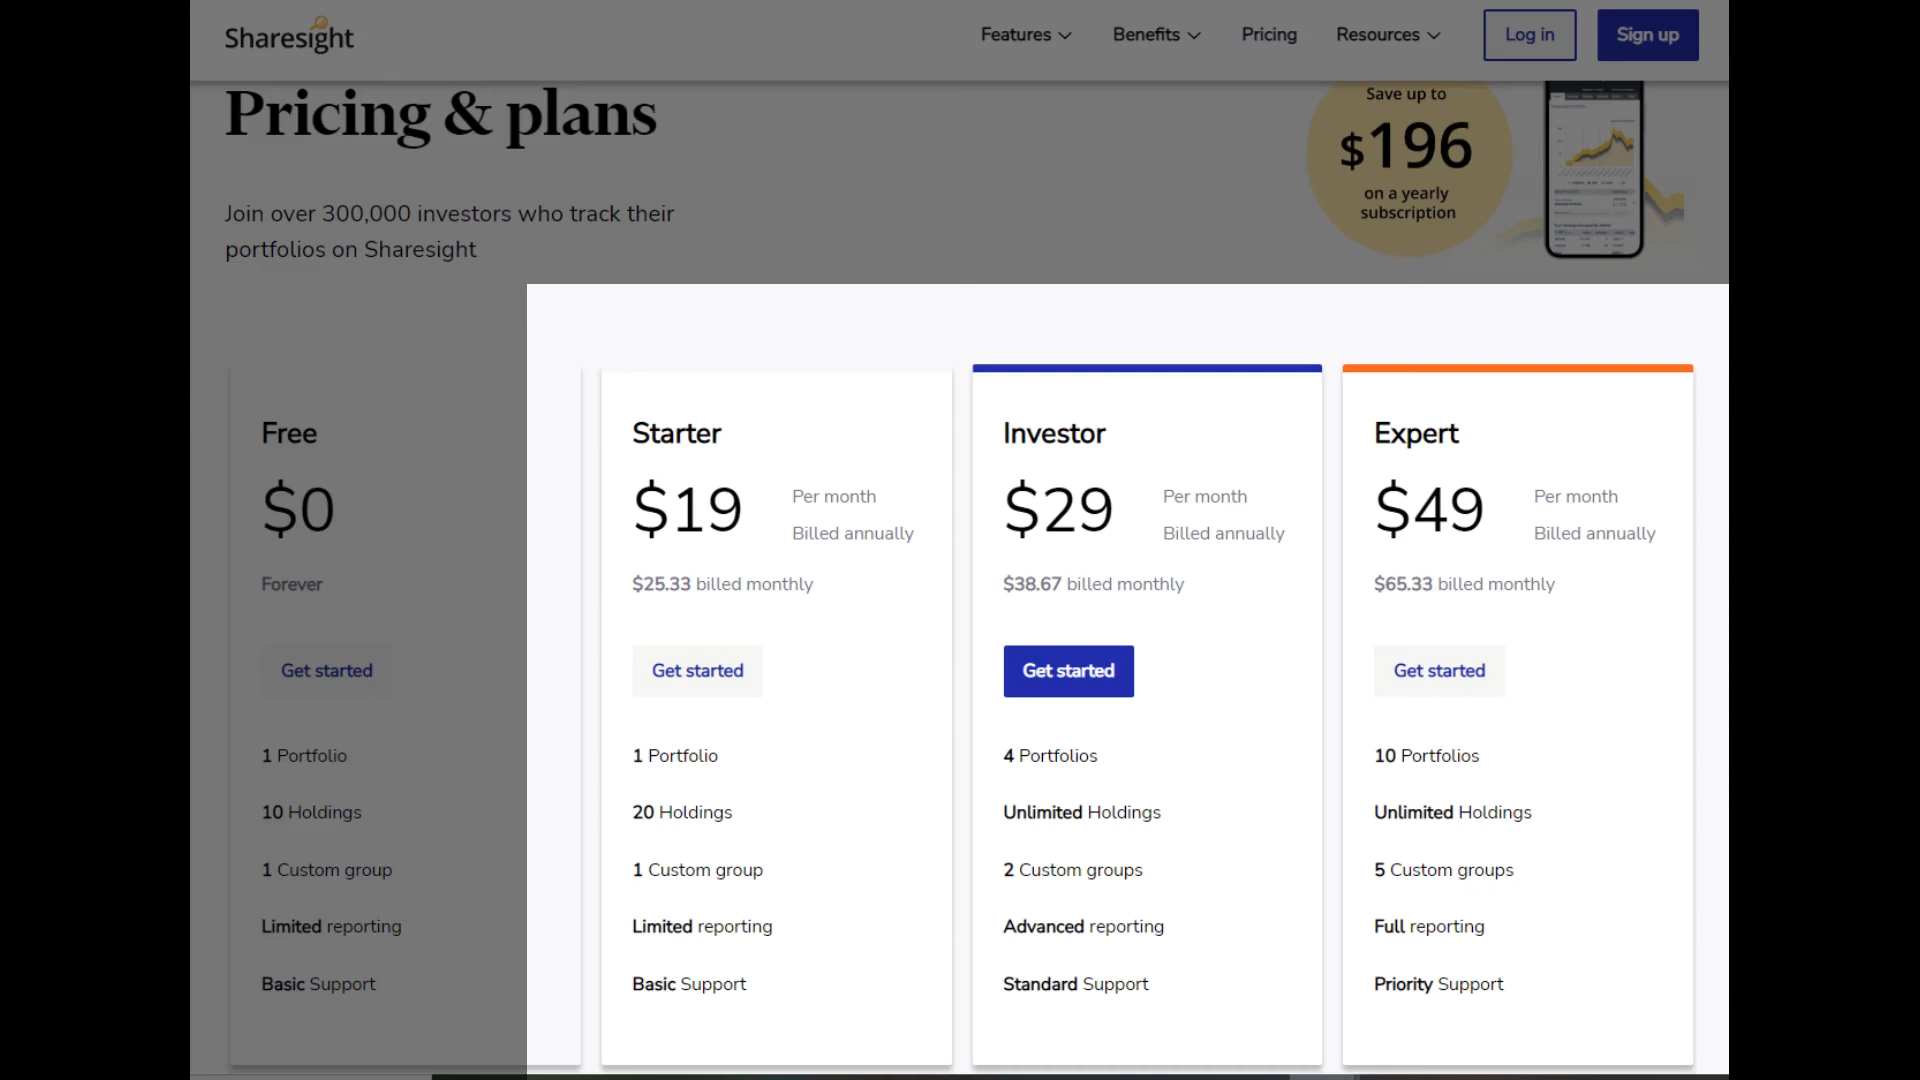 Sharesight
Features
Benefits
Pricing
Resources
Log in
Sign up
Pricing & plans
Save up to
$196
on a yearly
subscription
Join over 300,000 investors who track their
portfolios on Sharesight
Free
$0
Forever
Get started
1 Portfolio
10 Holdings
1 Custom group
Limited reporting
Basic Support
Starter
$19
Per month
Billed annually
$25.33 billed monthly
Get started
1 Portfolio
20 Holdings
1 Custom group
Limited reporting
Basic Support
Investor
$29
Per month
Billed annually
$38.67 billed monthly
Get started
4 Portfolios
Unlimited Holdings
2 Custom groups
Advanced reporting
Standard Support
Expert
$49
Per month
Billed annually
$65.33 billed monthly
Get started
10 Portfolios
Unlimited Holdings
5 Custom groups
Full reporting
Priority Support